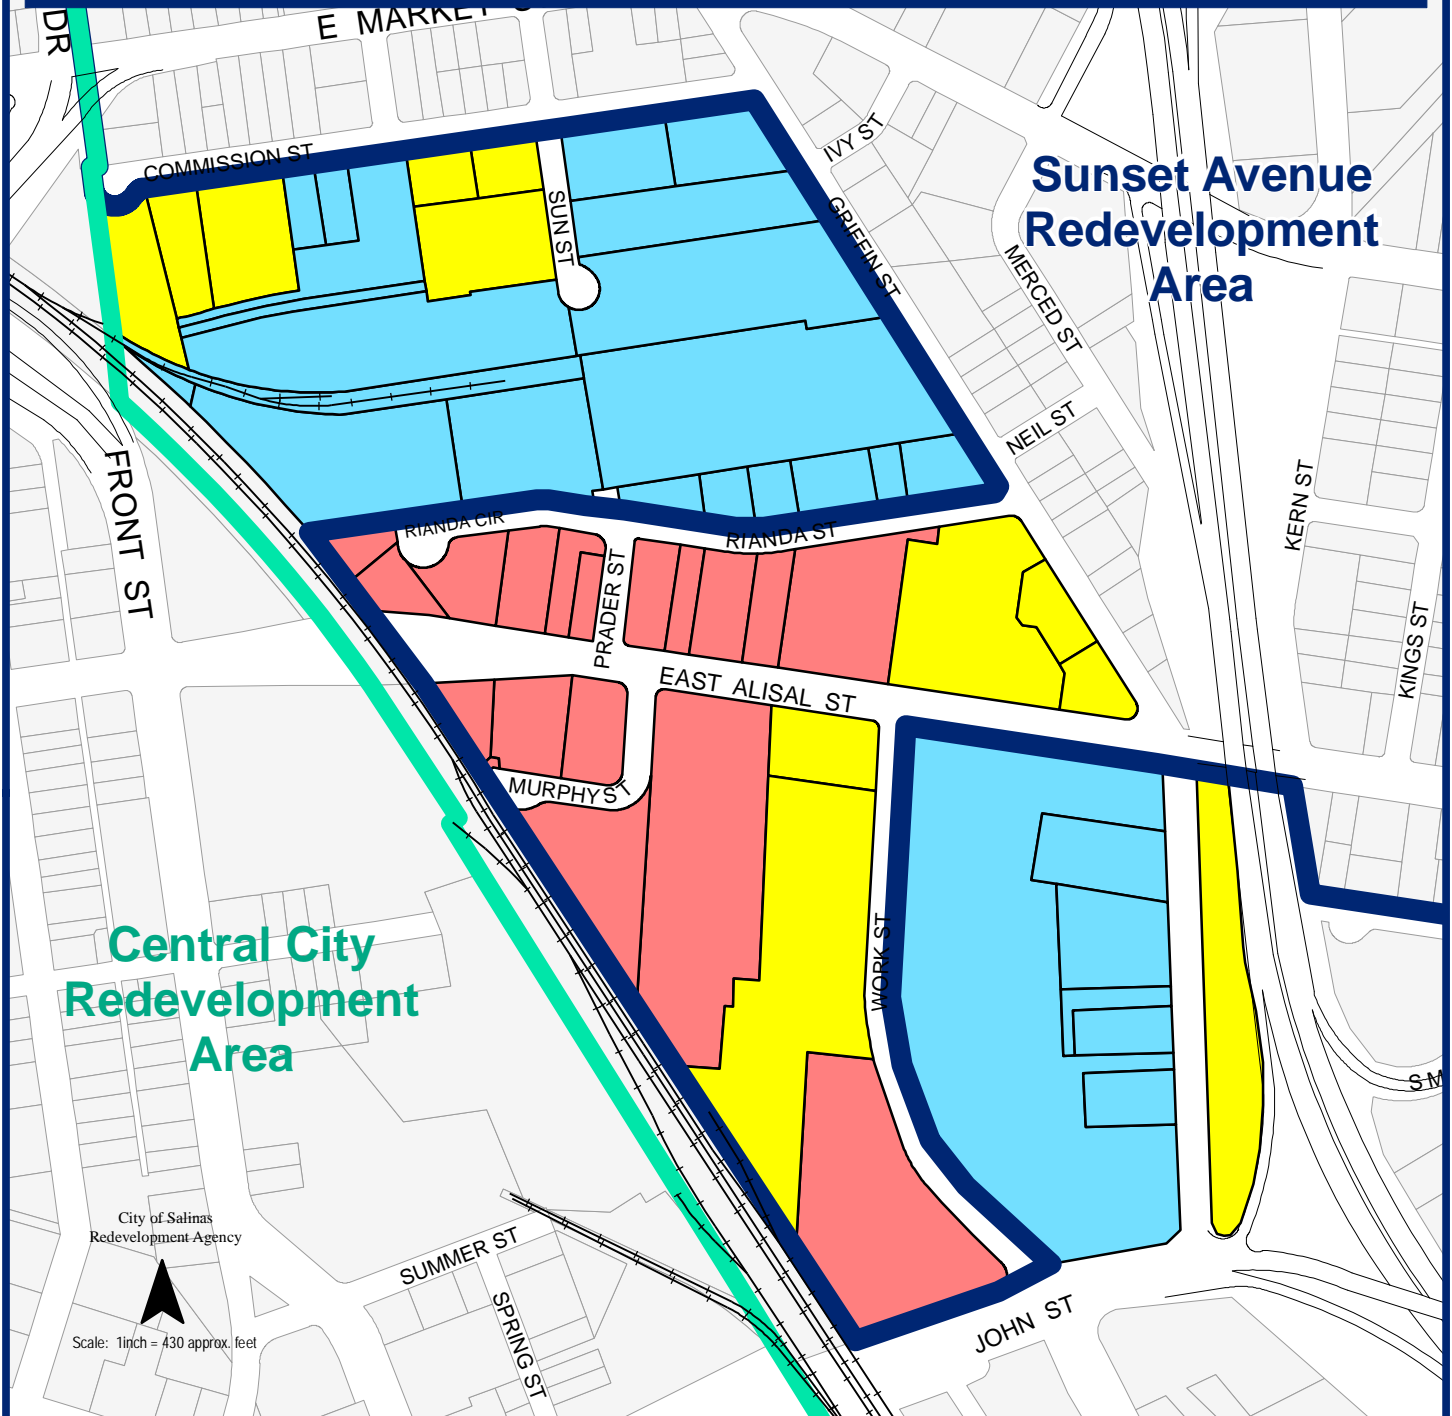 DR
E MARKET
COMMISSION ST
IVY ST
Sunset Avenue
Redevelopment
Area
SUN ST
GRIFFIN ST
MERCED ST
NEIL ST
FRONT ST
KERN ST
RIANDA CIR
RIANDA ST
PRADER ST
KINGS ST
EAST ALISAL ST
MURPHY ST
WORK ST
Central City
Redevelopment
Area
S M
City of Salinas
Redevelopment Agency
SUMMER ST
SPRING ST
JOHN ST
Scale: 1inch = 430 approx. feet